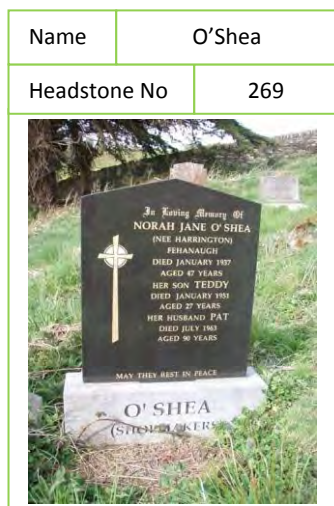 Name O’Shea
Headstone No 269
In Loving Memory Of
NORAH JANE O' SHEA
(NEE HARRINGTON)
FEHANAUGH
DIED JANUARY 1937
AGED 47 YEARS
HER SON TEDDY
DIED JANUARY 1951
AGED 27 YEARS
HER HUSBAND PAT
DIED JULY 1963
AGED 90 YEARS
MAY THEY REST IN PEACE
O' SHEA
(SHOEMAKERS)